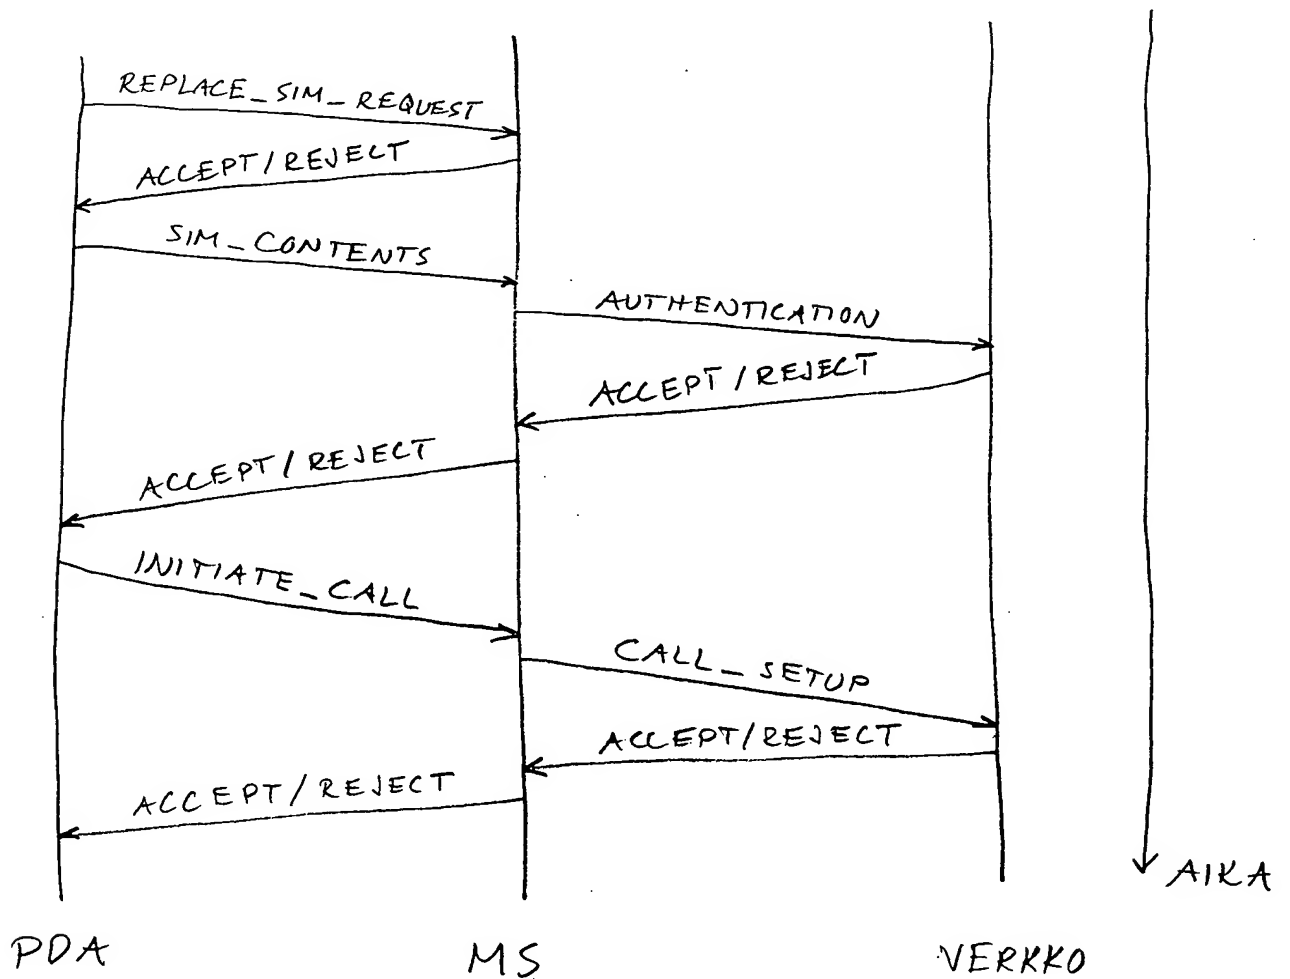 REPLACE_SIM_REQUEST
ACCEPT/REJECT
SIM_CONTENTS
AUTHENTICATION
ACCEPT/REJECT
ACCEPT/REJECT
INITIATE_CALL
CALL_SETUP
ACCEPT/REJECT
ACCEPT/REJECT
AIKA
PDA MS VERKKO